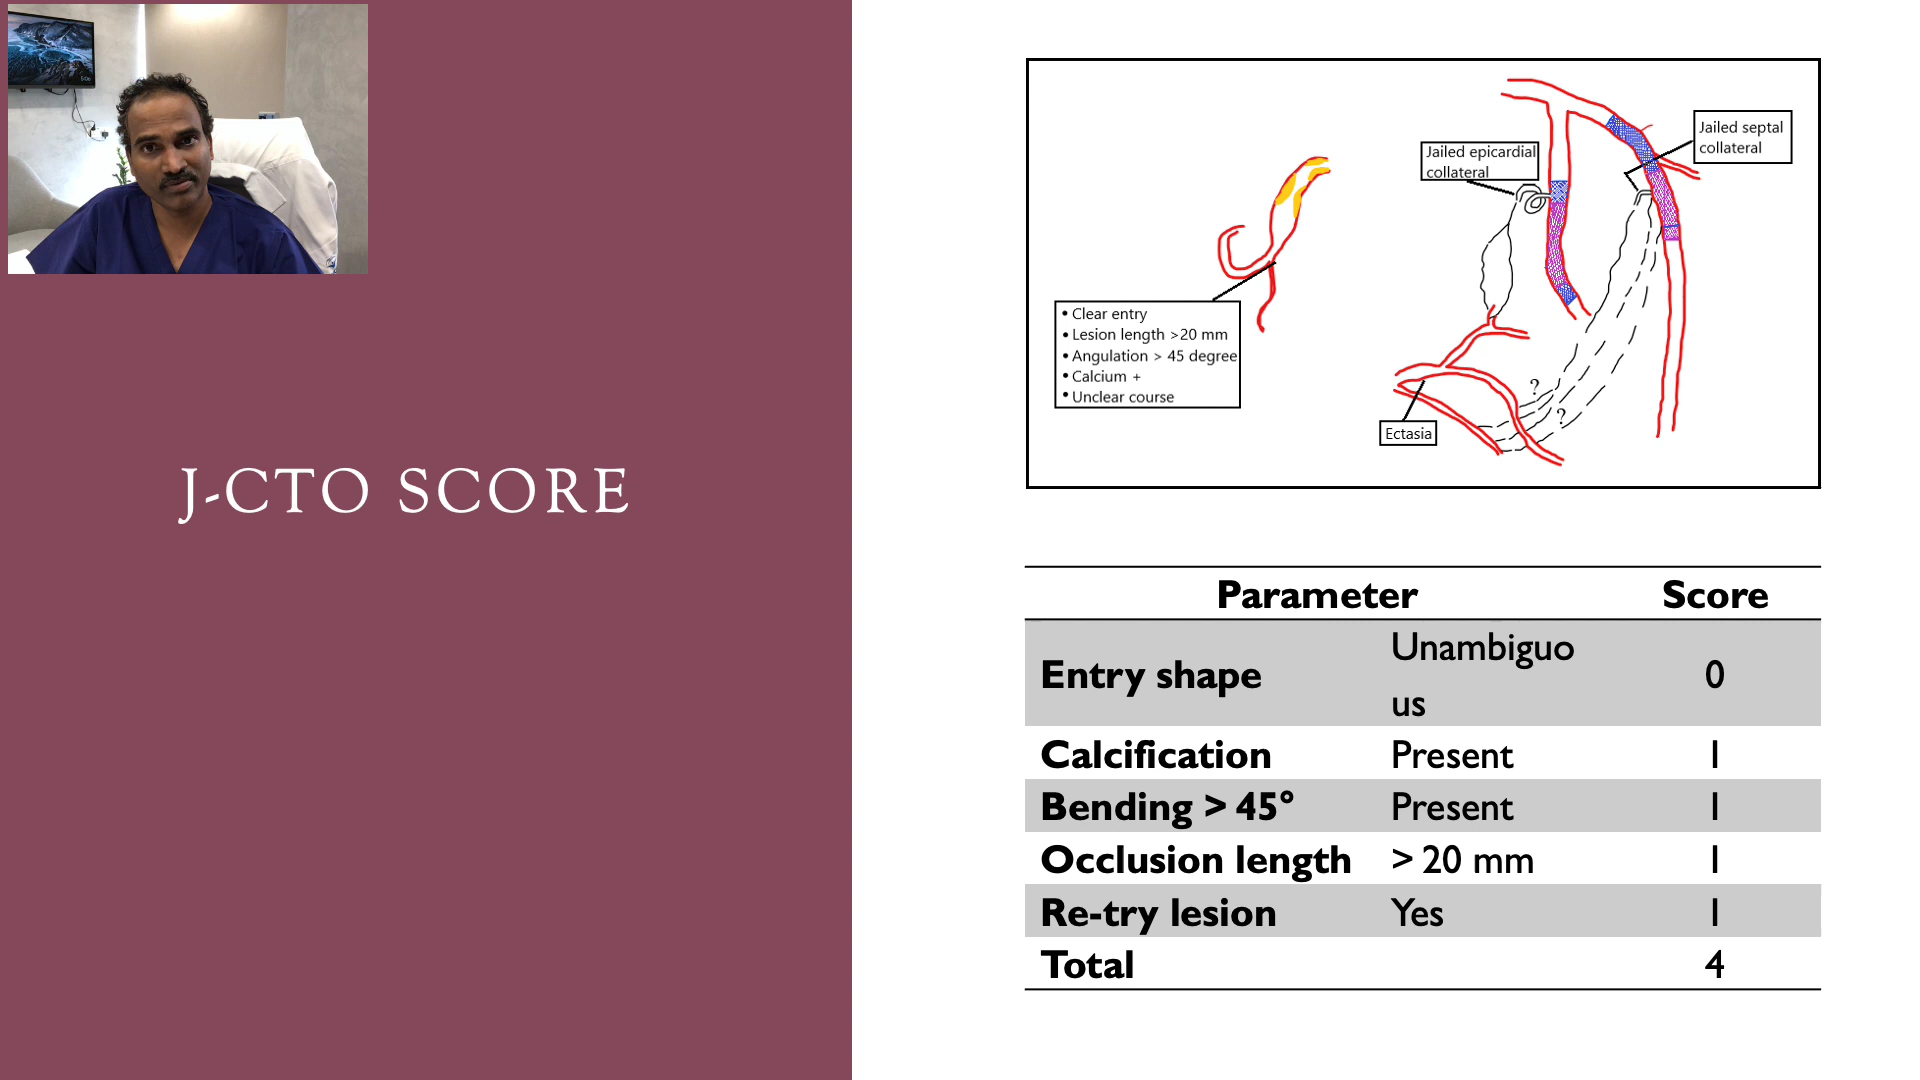 J-CTO SCORE
Jailed epicardial
collateral
Jailed septal
collateral
• Clear entry
• Lesion length >20 mm
• Angulation > 45 degree
• Calcium +
• Unclear course
?
?
Ectasia
Parameter Score
Entry shape Unambiguo
us 0
Calcification Present 1
Bending > 45° Present 1
Occlusion length > 20 mm 1
Re-try lesion Yes 1
Total 4